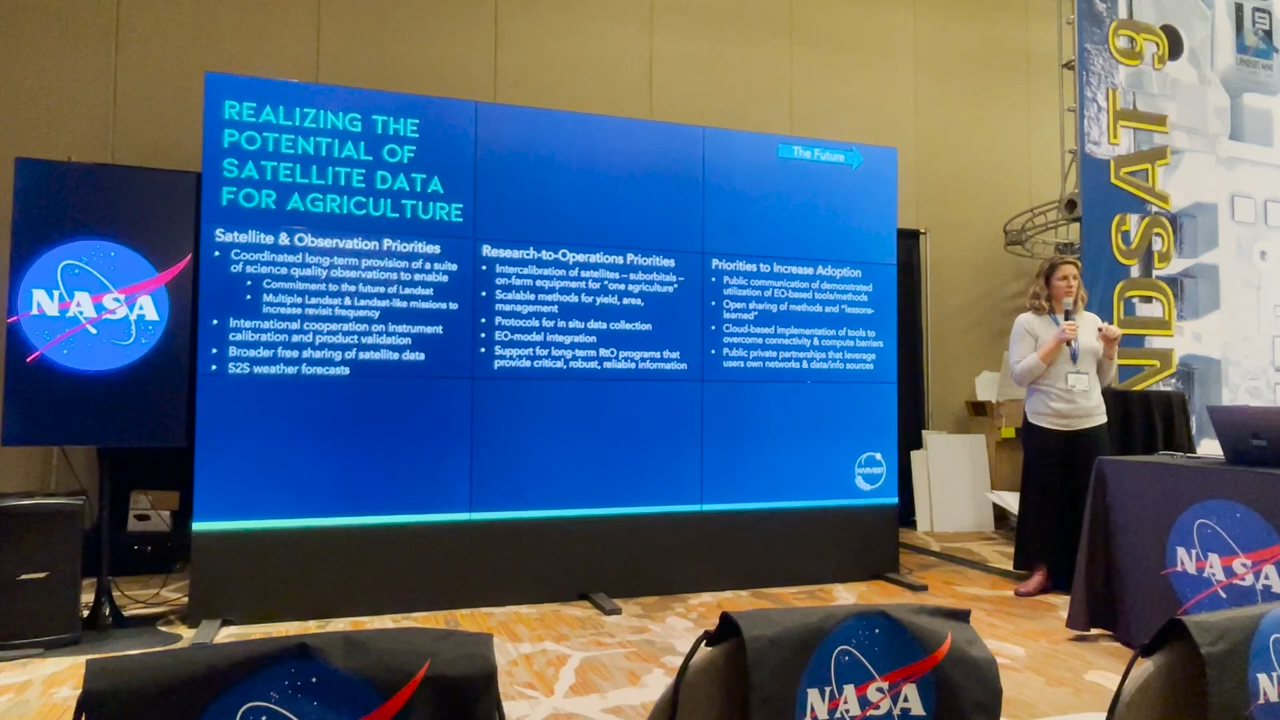 REALIZING THE
POTENTIAL OF
SATELLITE DATA
FOR AGRICULTURE
The Future
Satellite & Observation Priorities
• Coordinated long-term provision of a suite
of science quality observations to enable
• Commitment to the future of Landsat
• Multiple Landsat & Landsat-like missions to
increase revisit frequency
• International cooperation on instrument
calibration and product validation
• Broader free sharing of satellite data
• S2S weather forecasts
Research-to-Operations Priorities
• Intercalibration of satellites – suborbitals –
on-farm equipment for "one agriculture"
• Scalable methods for yield, area,
management
• Protocols for in situ data collection
• EO-model integration
• Support for long-term RtO programs that
provide critical, robust, reliable information
Priorities to Increase Adoption
• Public communication of demonstrated
utilization of EO-based tools/methods
• Open sharing of methods and "lessons-
learned"
• Cloud-based implementation of tools to
overcome connectivity & compute barriers
• Public private partnerships that leverage
users own networks & data/info sources
HARVEST
NASA
NDSAT 9
NASA
NASA